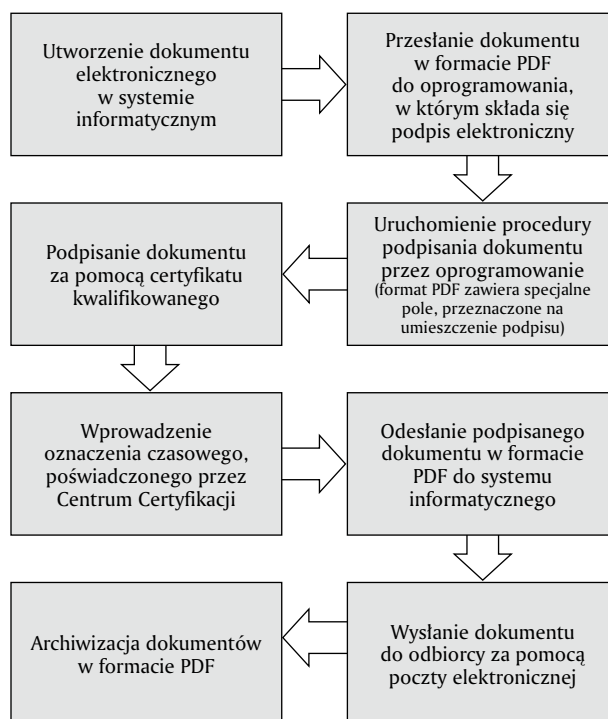 Utworzenie dokumentu
elektronicznego
w systemie
informatycznym
Przesłanie dokumentu
w formacie PDF
do oprogramowania,
w którym składa się
podpis elektroniczny
Uruchomienie procedury
podpisania dokumentu
przez oprogramowanie
(format PDF zawiera specjalne
pole, przeznaczone na
umieszczenie podpisu)
Podpisanie dokumentu
za pomocą certyfikatu
kwalifikowanego
Wprowadzenie
oznaczenia czasowego,
poświadczonego przez
Centrum Certyfikacji
Odesłanie podpisanego
dokumentu w formacie
PDF do systemu
informatycznego
Wysłanie dokumentu
do odbiorcy za pomocą
poczty elektronicznej
Archiwizacja dokumentów
w formacie PDF